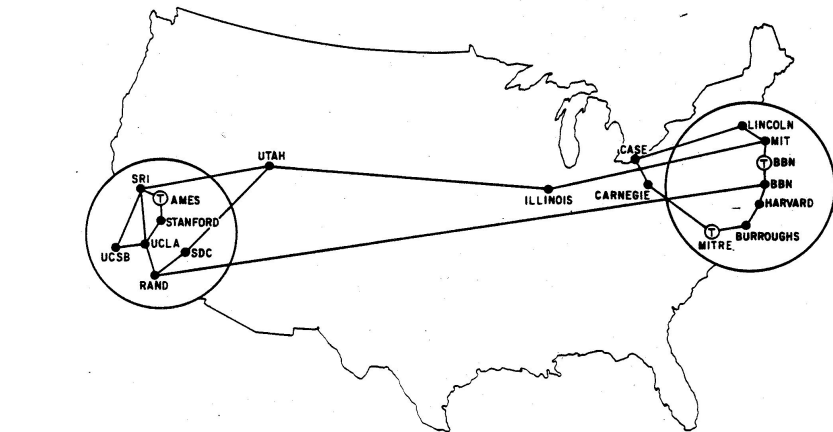 LINCOLN
MIT
CASE
UTAH
T BBN
SRI
BBN
T AMES
ILLINOIS
CARNEGIE
HARVARD
STANFORD
T
BURROUGHS
UCLA
MITRE
SDC
UCSB
RAND